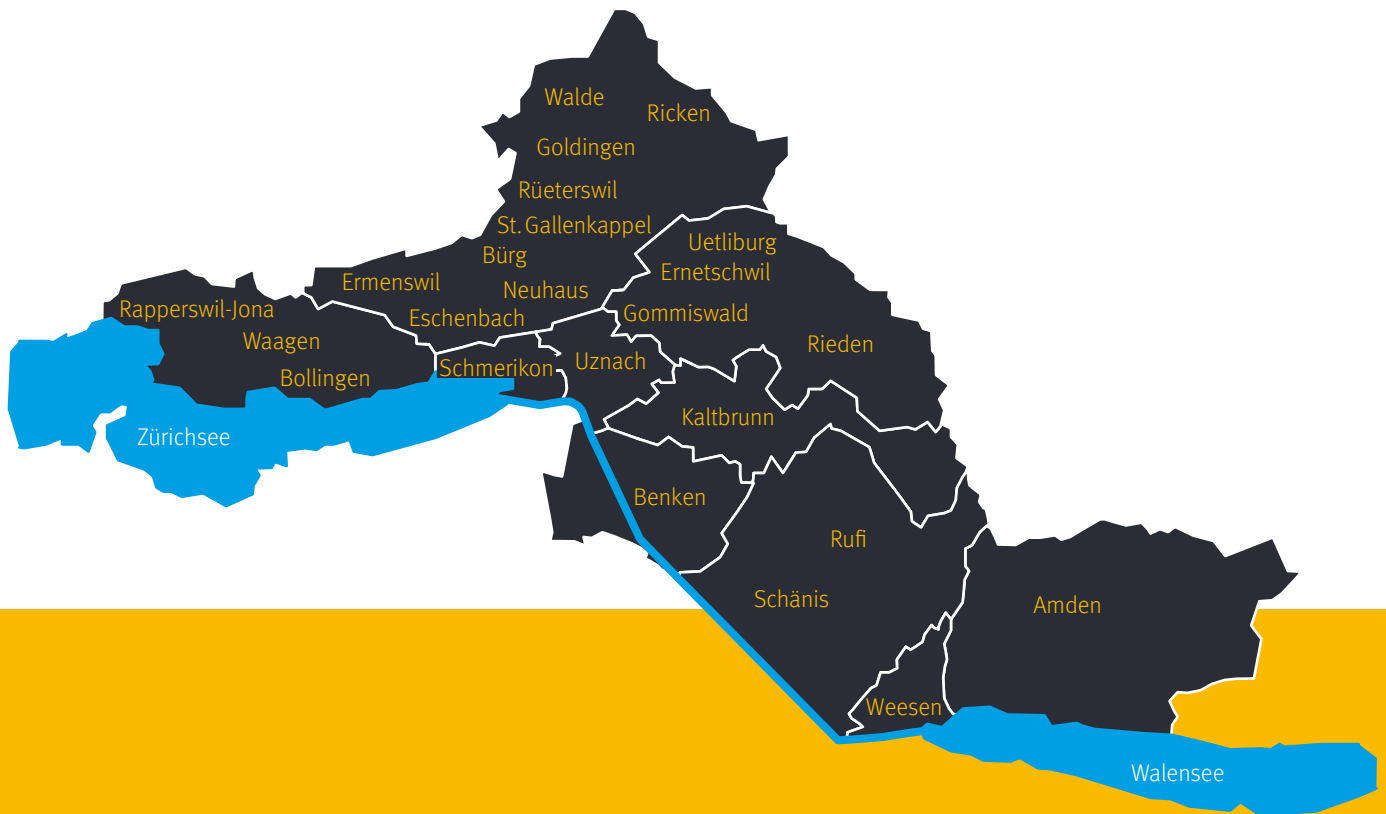 Walde
Ricken
Goldingen
Rüeterswil
St. Gallenkappel
Uetliburg
Bürg
Ernetschwil
Ermenswil
Neuhaus
Rapperswil-Jona
Eschenbach
Gommiswald
Waagen
Rieden
Schmerikon
Uznach
Bollingen
Kaltbrunn
Zürichsee
Benken
Rufi
Schänis
Amden
Weesen
Walensee